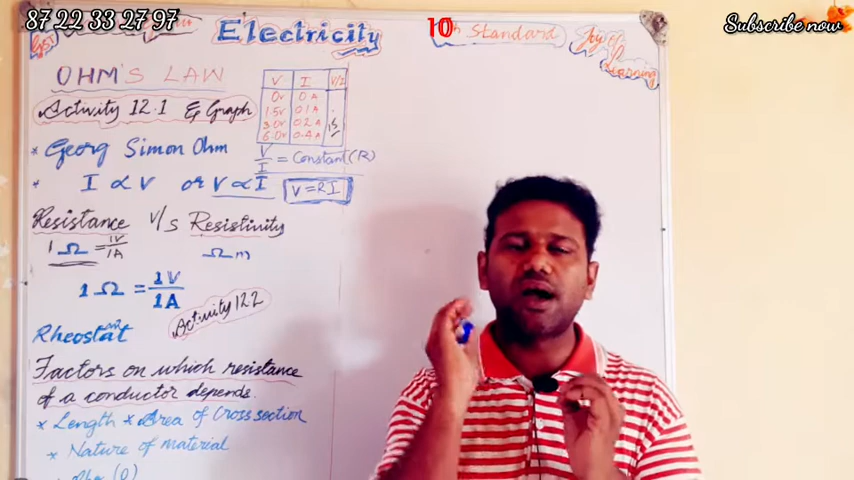 87 22 33 27 97
Electricity
10th Standard
Joy of
Learning
Subscribe now
OHM'S LAW
Activity 12.1 & Graph
V I V/I
0V 0A
1.5V 0.1A
3.0V 0.2A 15
6.0V 0.4A
* Georg Simon Ohm
V/I = Constant (R)
* I ∝ V or V ∝ I V = RI
Resistance V/S Resistivity
1 Ω = 1V/1A Ω m
1 Ω = 1V/1A
Activity 12.2
Rheostat
Factors on which resistance
of a conductor depends.
* Length * Area of Cross section
* Nature of material